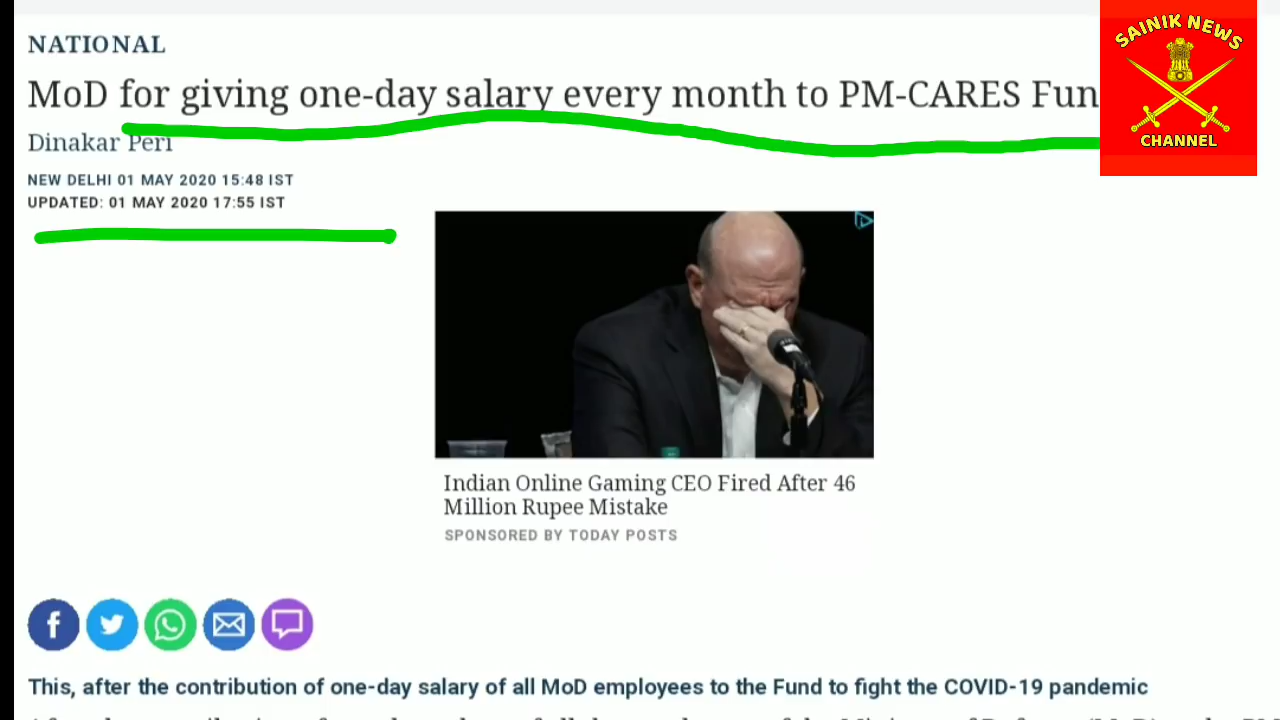 NATIONAL
MoD for giving one-day salary every month to PM-CARES Fun
Dinakar Peri
NEW DELHI 01 MAY 2020 15:48 IST
UPDATED: 01 MAY 2020 17:55 IST
SAINIK NEWS
CHANNEL
Indian Online Gaming CEO Fired After 46
Million Rupee Mistake
SPONSORED BY TODAY POSTS
This, after the contribution of one-day salary of all MoD employees to the Fund to fight the COVID-19 pandemic